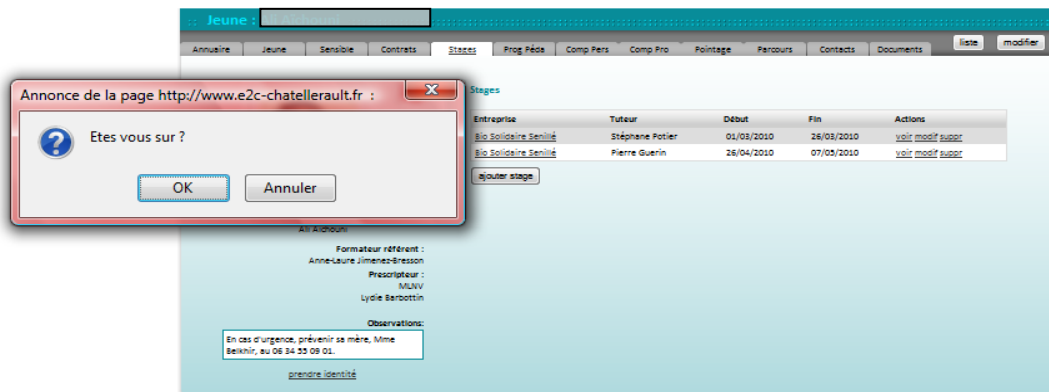 :: Jeune :
Annuaire Jeune Sensible Contrats Stages Prog Péda Comp Pers Comp Pro Pointage Parcours Contacts Documents liste modifier
Annonce de la page http://www.e2c-chatellerault.fr :
Etes vous sur ?
OK Annuler
Stages
Entreprise Tuteur Début Fin Actions
Bio Solidaire Senillé Stéphane Potier 01/03/2010 26/03/2010 voir modif suppr
Bio Solidaire Senillé Pierre Guerin 26/04/2010 07/05/2010 voir modif suppr
ajouter stage
Ali Aichouni
Formateur référent :
Anne-Laure Jimenez-Bresson
Prescripteur :
MLNV
Lydie Barbottin
Observations:
En cas d'urgence, prévenir sa mère, Mme
Belkhir, au 06 34 55 09 01.
prendre identité